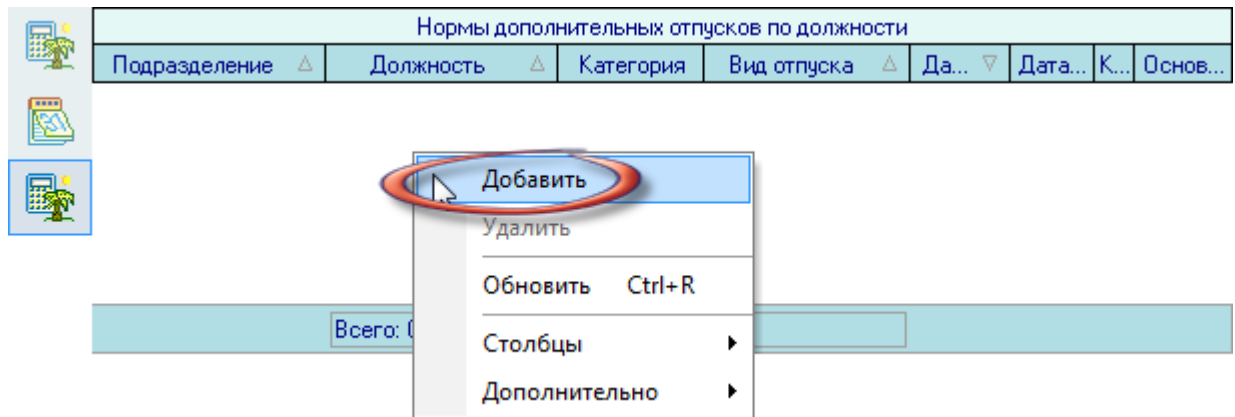 Нормы дополнительных отпусков по должности
Подразделение Должность Категория Вид отпуска Да... Дата... К... Основ...
Добавить
Удалить
Обновить Ctrl+R
Всего:
Столбцы
Дополнительно